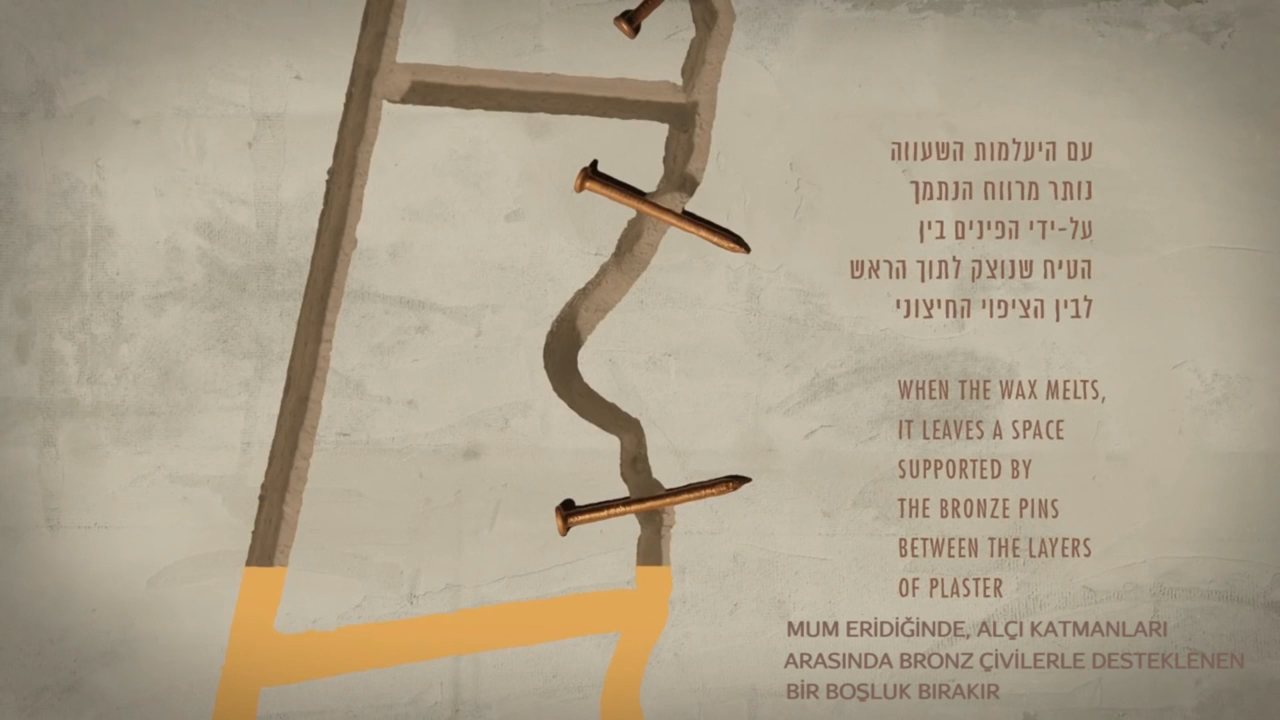 עם היעלמות השעווה
נותר מרווח הנתמך
על-ידי הפינים בין
הטיח שנוצק לתוך הראש
לבין הציפוי החיצוני
WHEN THE WAX MELTS,
IT LEAVES A SPACE
SUPPORTED BY
THE BRONZE PINS
BETWEEN THE LAYERS
OF PLASTER
MUM ERİDİĞİNDE, ALÇI KATMANLARI
ARASINDA BRONZ ÇİVİLERLE DESTEKLENEN
BİR BOŞLUK BIRAKIR